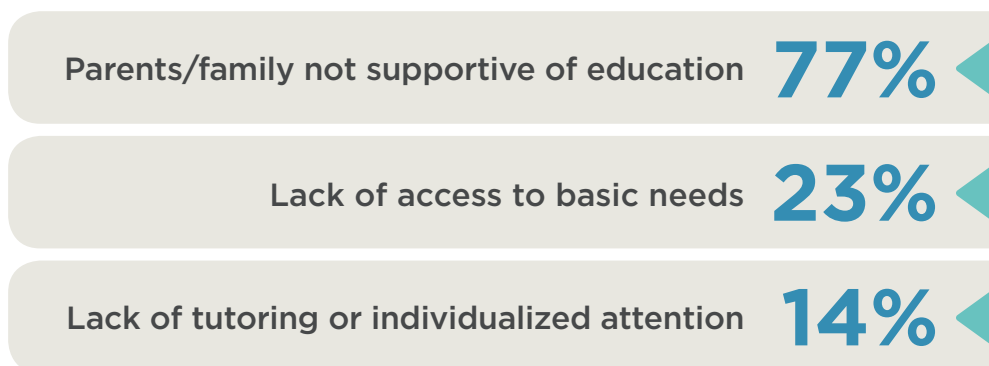 Parents/family not supportive of education 77%
Lack of access to basic needs 23%
Lack of tutoring or individualized attention 14%